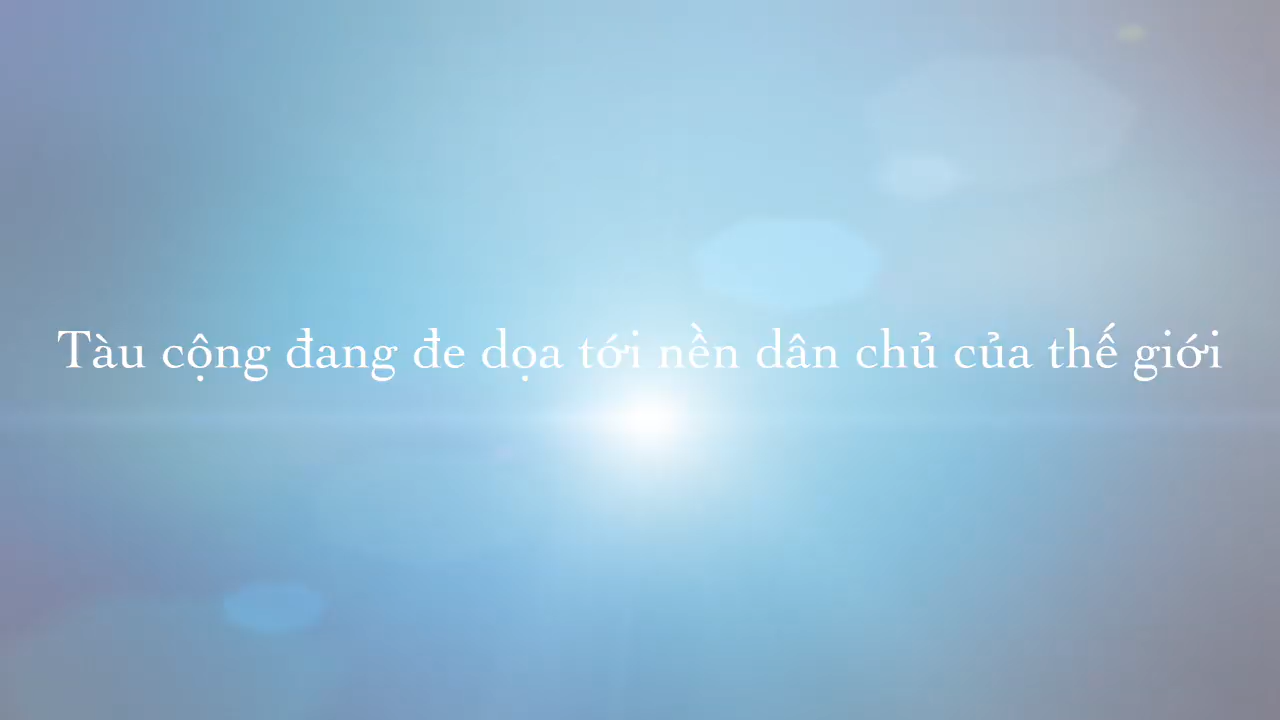 Tàu cộng đang đe dọa tới nền dân chủ của thế giới